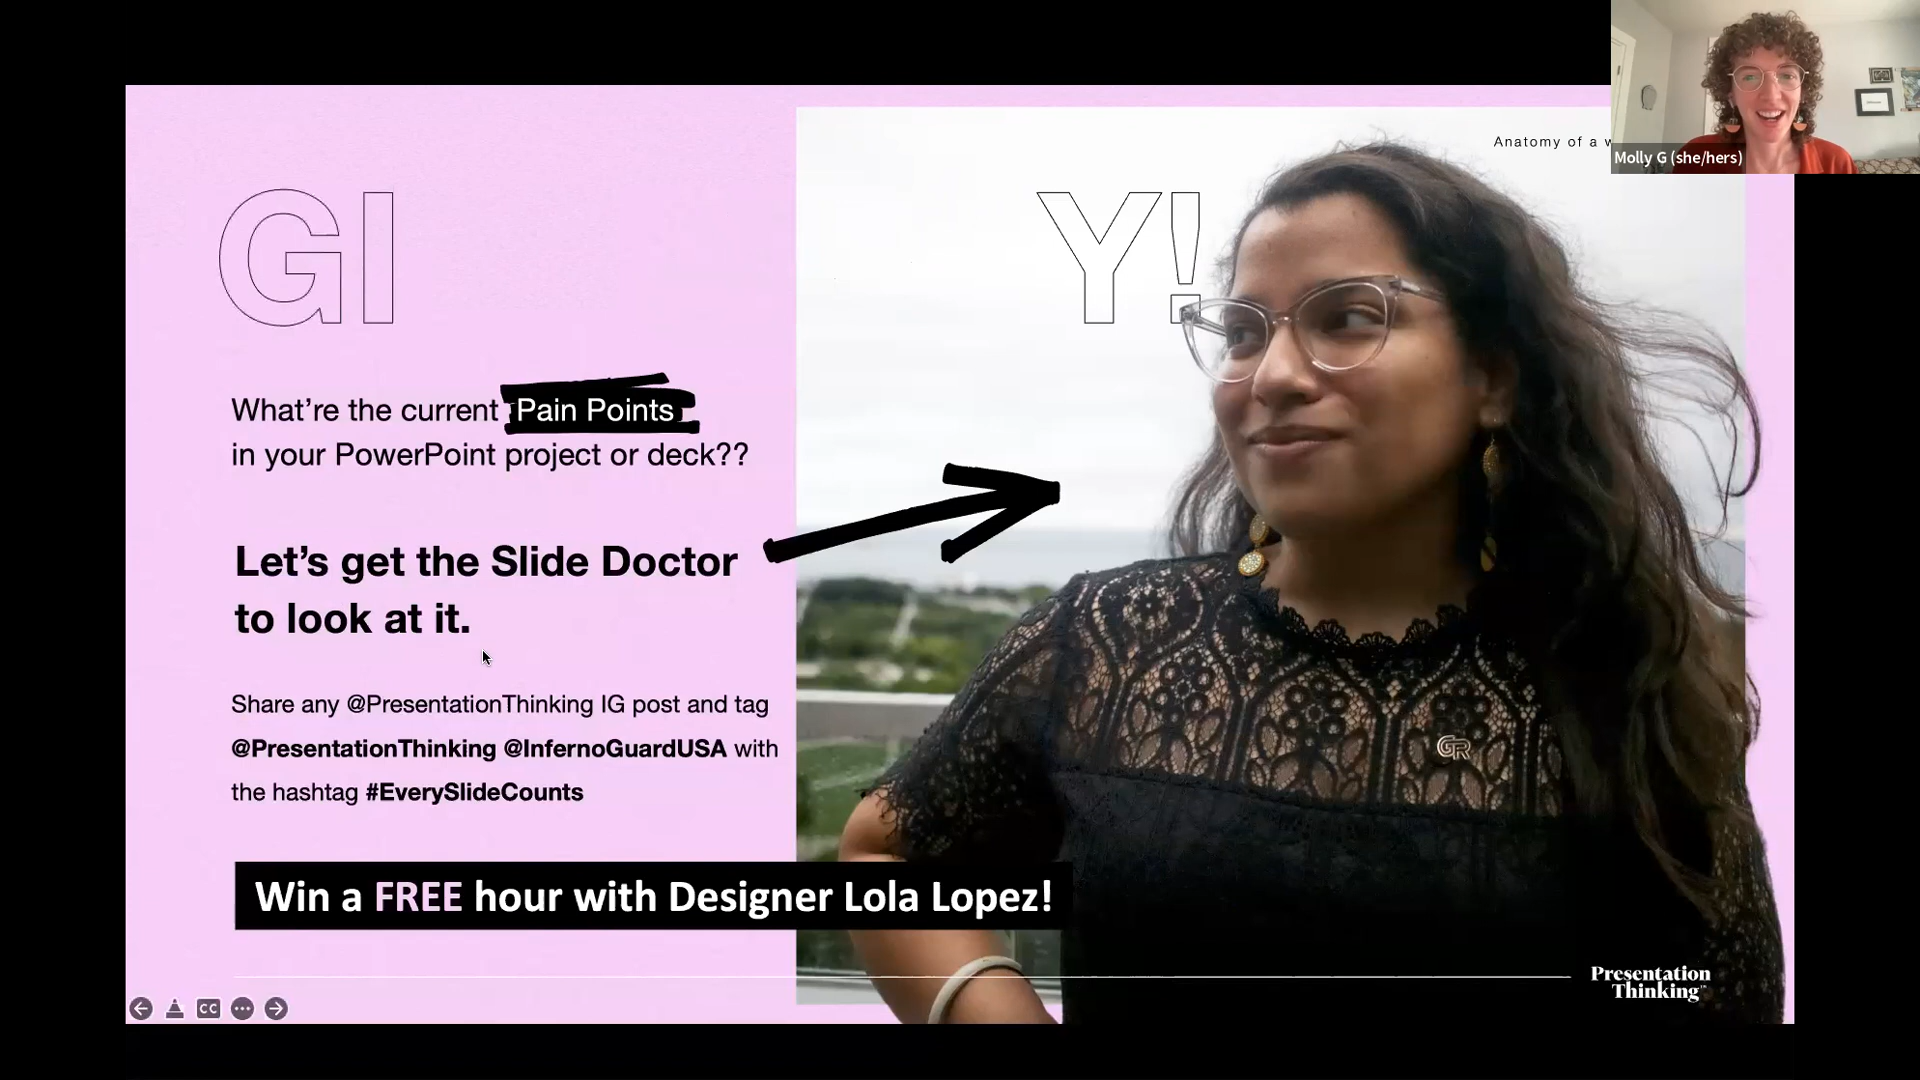 Anatomy of a w
Molly G (she/hers)
GI Y!
What’re the current Pain Points
in your PowerPoint project or deck??
Let’s get the Slide Doctor
to look at it.
Share any @PresentationThinking IG post and tag
@PresentationThinking @InfernoGuardUSA with
the hashtag #EverySlideCounts
GR
Win a FREE hour with Designer Lola Lopez!
Presentation
Thinking™
CC